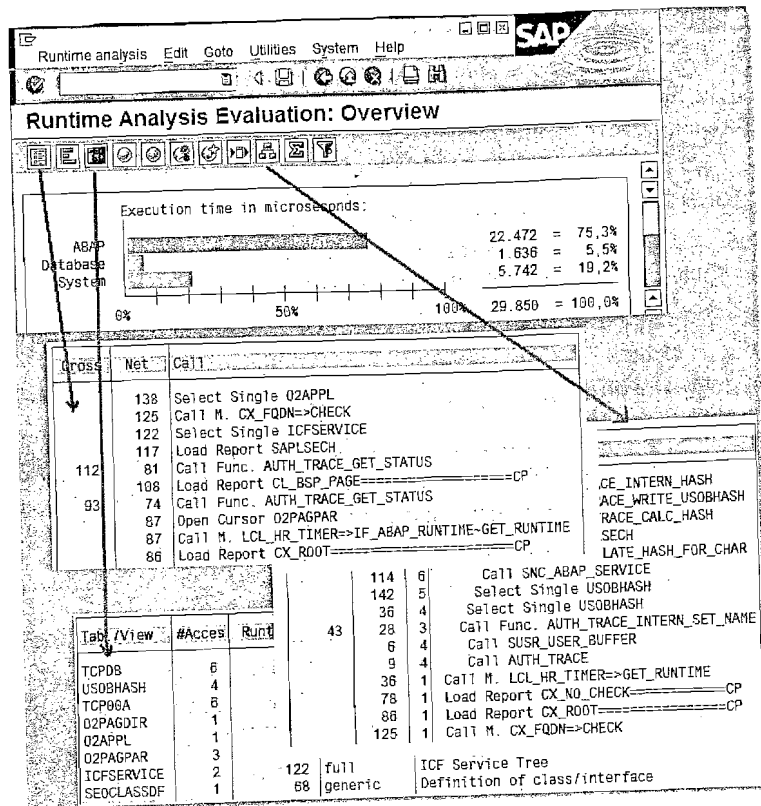 Runtime analysis Edit Goto Utilities System Help
SAP
Runtime Analysis Evaluation: Overview
Execution time in microseconds:
ABAP 22.472 = 75,3%
Database 1.636 = 5,5%
System 5.742 = 19,2%
29.850 = 100,0%
0% 50% 100%
Gross Net Call
138 Select Single O2APPL
125 Call M. CX_FQDN=>CHECK
122 Select Single ICFSERVICE
117 Load Report SAPLSECH
112 81 Call Func. AUTH_TRACE_GET_STATUS
108 Load Report CL_BSP_PAGE====================CP
93 74 Call Func. AUTH_TRACE_GET_STATUS
87 Open Cursor O2PAGPAR
87 Call M. LCL_HR_TIMER=>IF_ABAP_RUNTIME~GET_RUNTIME
86 Load Report CX_ROOT========================CP
CE_INTERN_HASH
ACE_WRITE_USOBHASH
RACE_CALC_HASH
SECH
LATE_HASH_FOR_CHAR
114 6 Call SNC_ABAP_SERVICE
142 5 Select Single USOBHASH
36 4 Select Single USOBHASH
43 28 3 Call Func. AUTH_TRACE_INTERN_SET_NAME
6 4 Call SUSR_USER_BUFFER
9 4 Call AUTH_TRACE
36 1 Call M. LCL_HR_TIMER=>GET_RUNTIME
78 1 Load Report CX_NO_CHECK===========CP
86 1 Load Report CX_ROOT===============CP
125 1 Call M. CX_FQDN=>CHECK
Tab./View #Acces Runt
TCPDB 6
USOBHASH 4
TCP00A 6
O2PAGDIR 1
O2APPL 1
O2PAGPAR 3
ICFSERVICE 2 122 full ICF Service Tree
SEOCLASSDF 1 68 generic Definition of class/interface